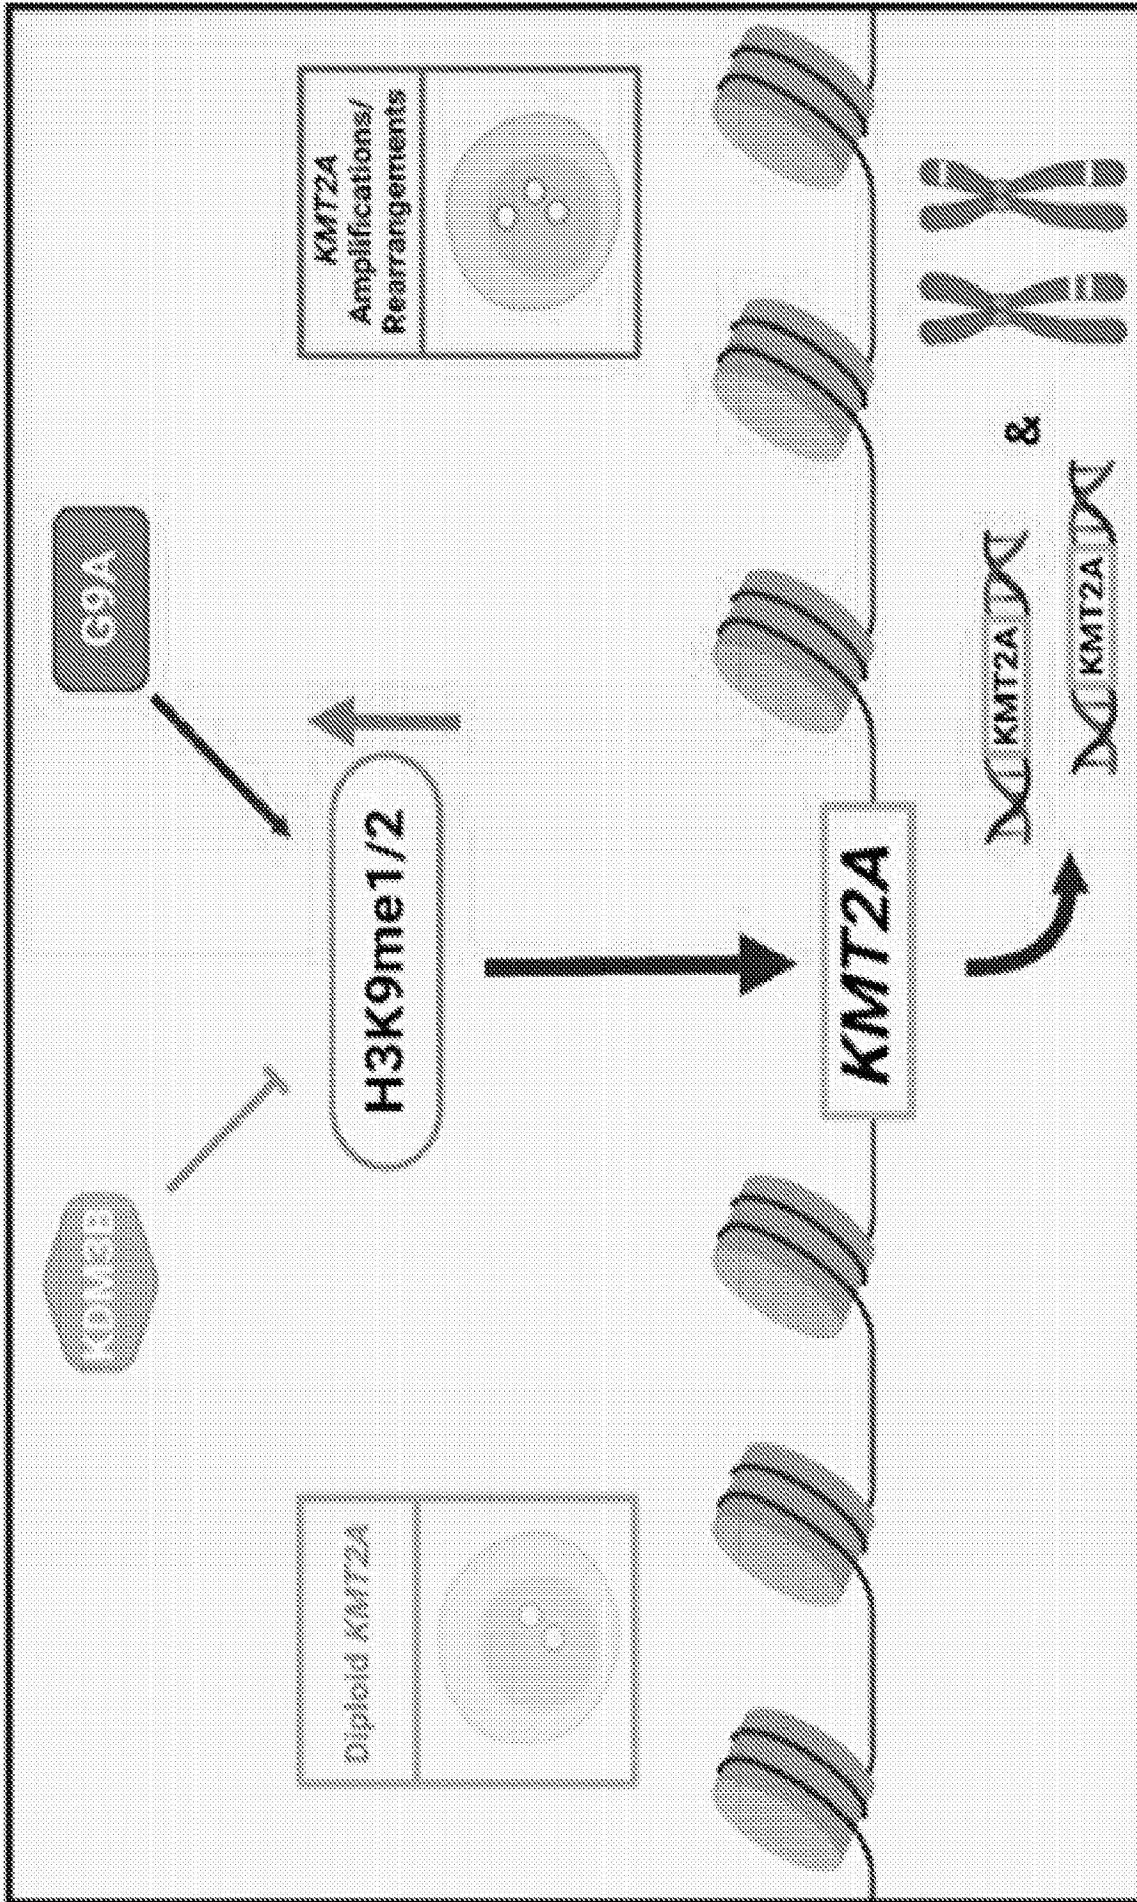 KDM3B
G9A
Diploid KMT2A
H3K9me1/2
KMT2A
Amplifications/
Rearrangements
KMT2A
KMT2A
KMT2A
&